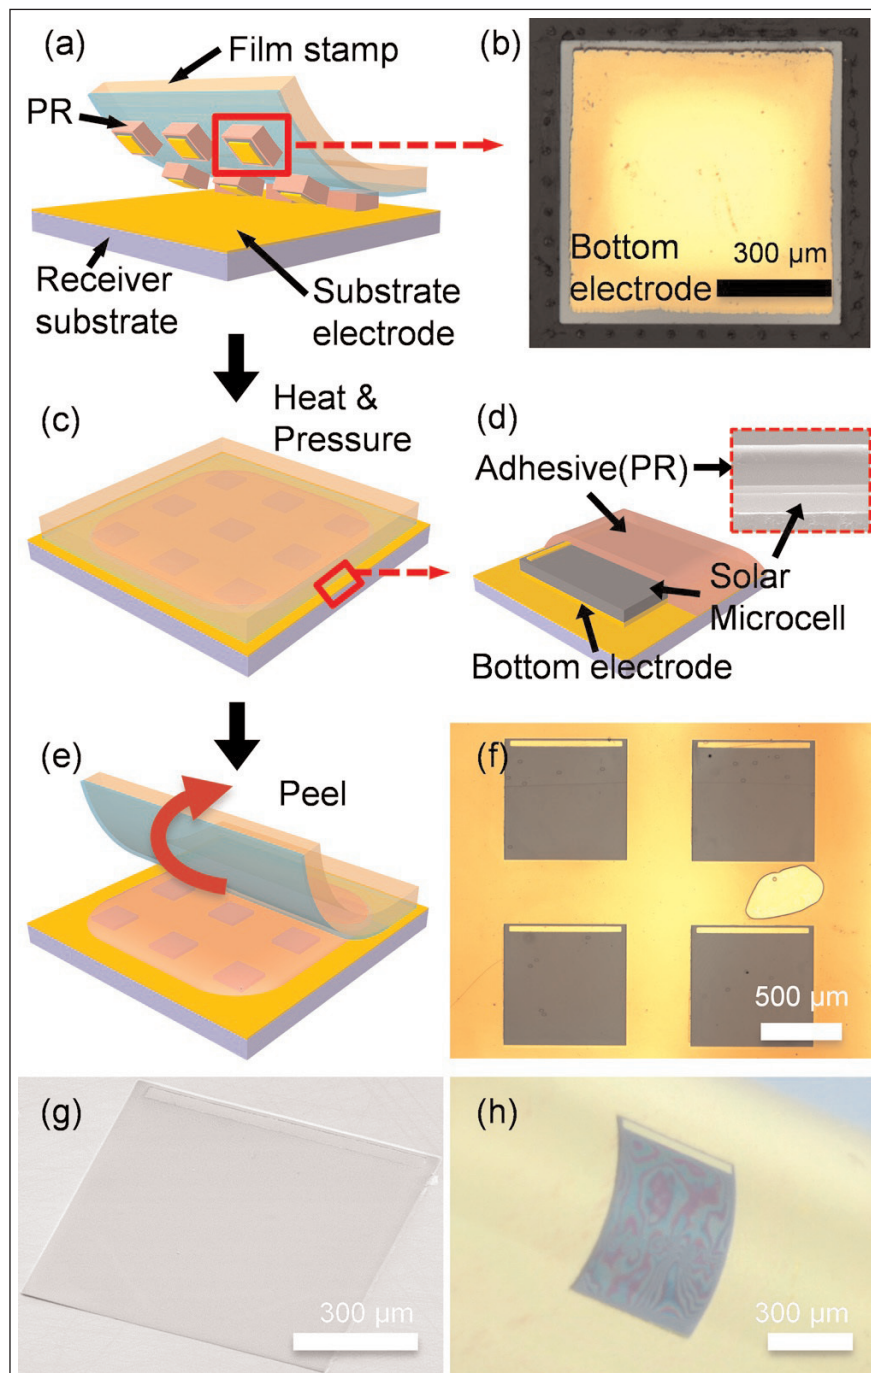 (a)
Film stamp
PR
Receiver
substrate
Substrate
electrode
(b)
Bottom
electrode
300 µm
(c)
Heat &
Pressure
(d)
Adhesive(PR)
Solar
Microcell
Bottom electrode
(e)
Peel
(f)
500 µm
(g)
300 µm
(h)
300 µm